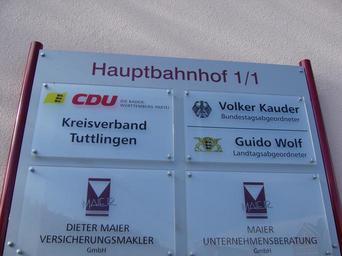 Hauptbahnhof 1/1
CDU DIE BADEN-
WÜRTTEMBERG-PARTEI
Kreisverband
Tuttlingen
Volker Kauder
Bundestagsabgeordneter
Guido Wolf
Landtagsabgeordneter
MAIER
DIETER MAIER
VERSICHERUNGSMAKLER
GmbH
MAIER
MAIER
UNTERNEHMENSBERATUNG
GmbH